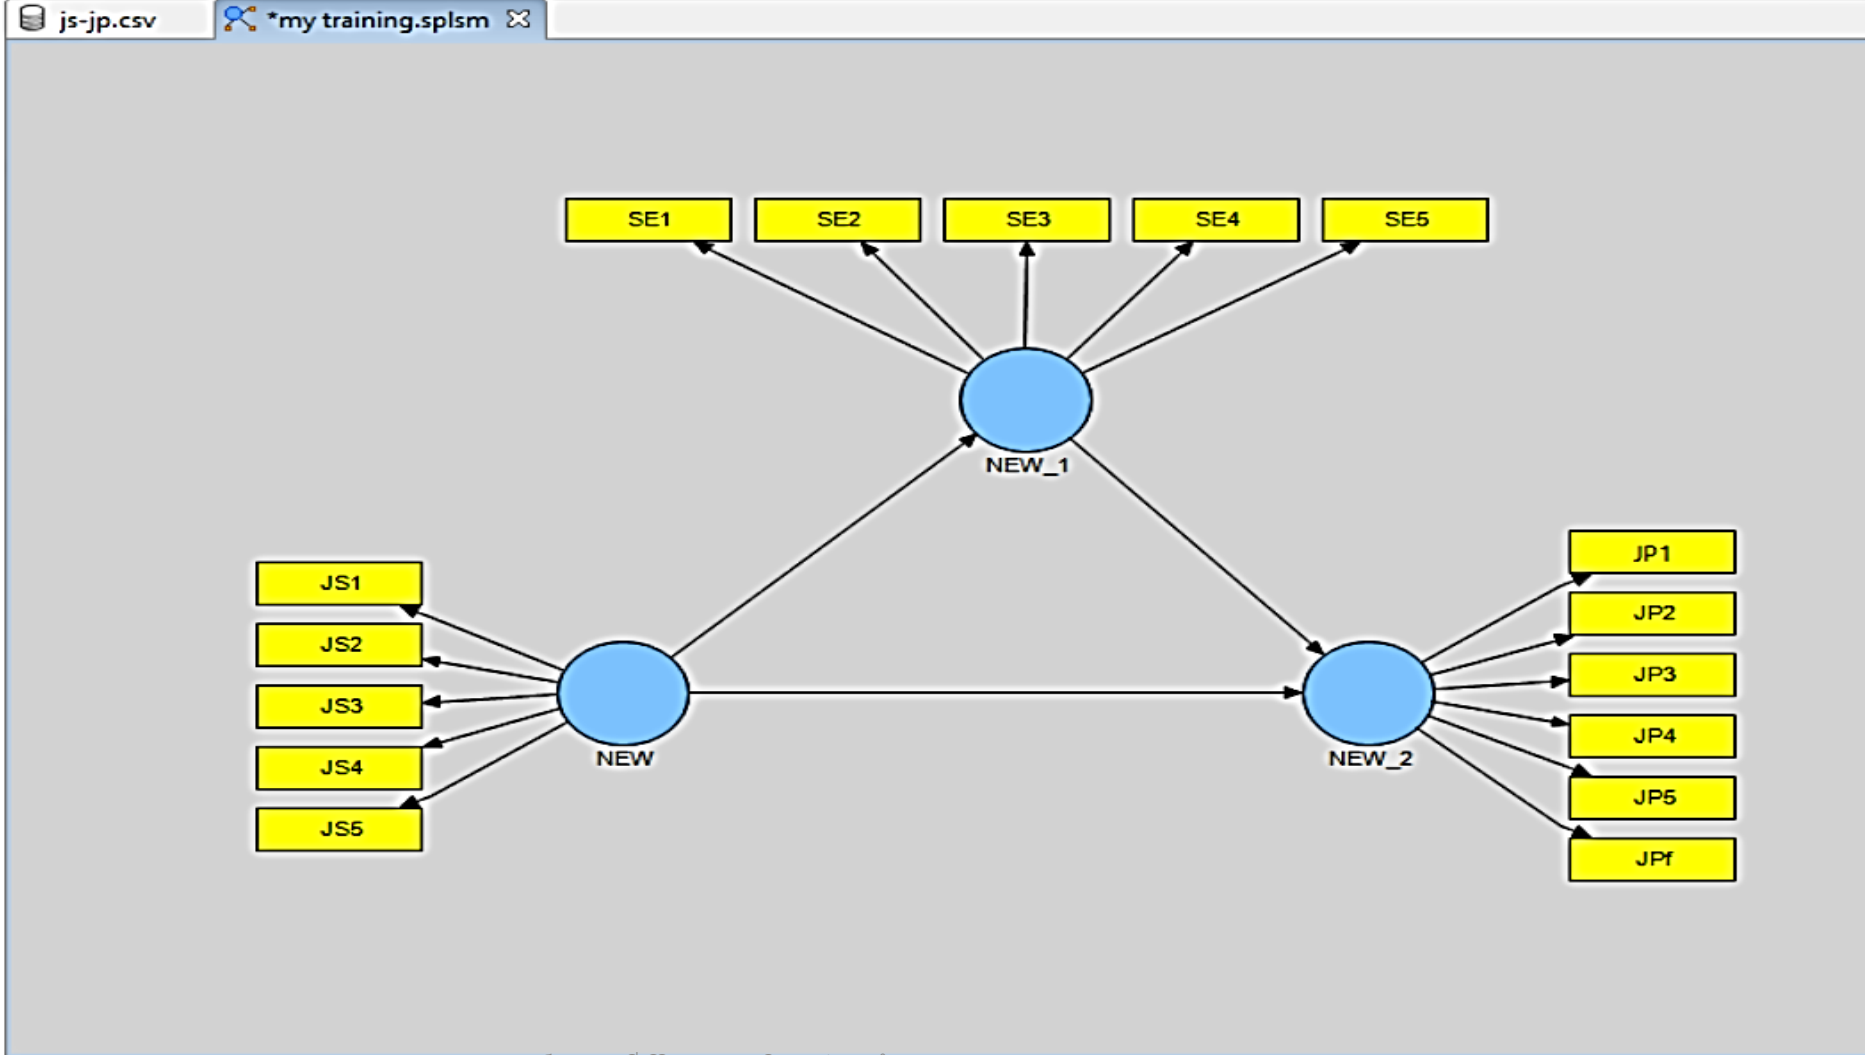 js-jp.csv
*my training.splsm
SE1 SE2 SE3 SE4 SE5
NEW_1
JS1
JS2
JS3
JS4
JS5
NEW
JP1
JP2
JP3
JP4
JP5
JPf
NEW_2